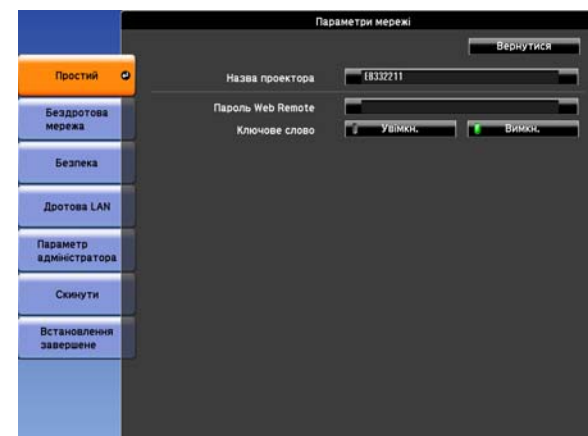 Параметри мережі
Вернутися
Простий
Назва проектора EB332211
Бездротова
мережа
Пароль Web Remote
Ключове слово Увімкн. Вимкн.
Безпека
Дротова LAN
Параметр
адміністратора
Скинути
Встановлення
завершене